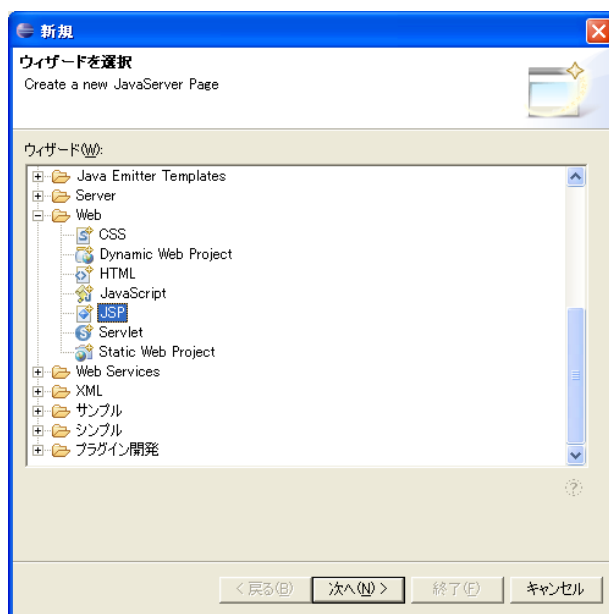 新規
ウィザードを選択
Create a new JavaServer Page
ウィザード(W):
Java Emitter Templates
Server
Web
CSS
Dynamic Web Project
HTML
JavaScript
JSP
Servlet
Static Web Project
Web Services
XML
サンプル
シンプル
プラグイン開発
< 戻る(B) 次へ(N) > 終了(F) キャンセル